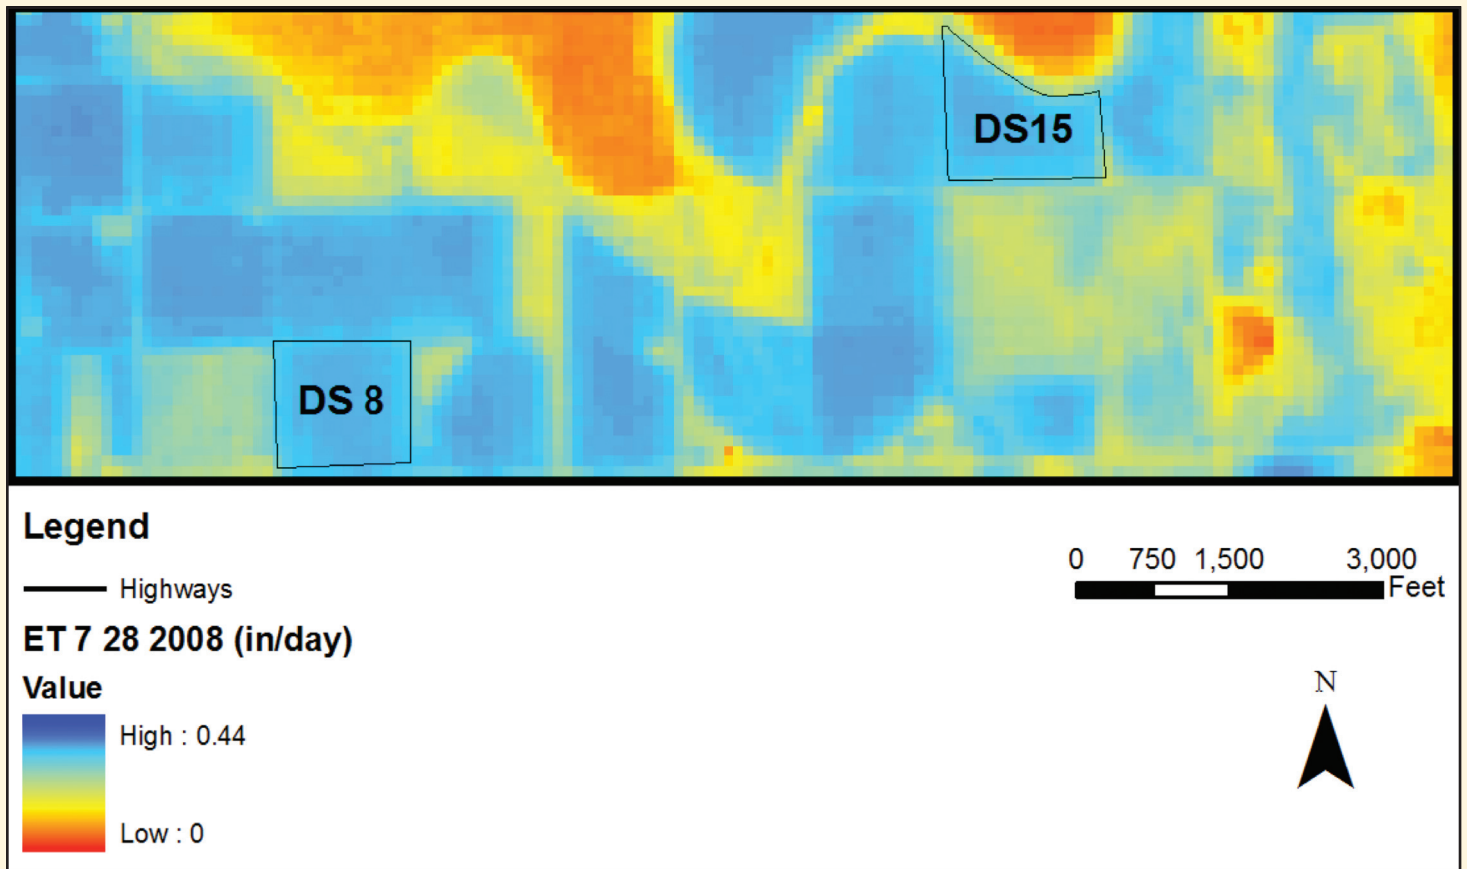 DS15
DS 8
Legend
Highways
ET 7 28 2008 (in/day)
Value
High : 0.44
Low : 0
0 750 1,500 3,000
Feet
N